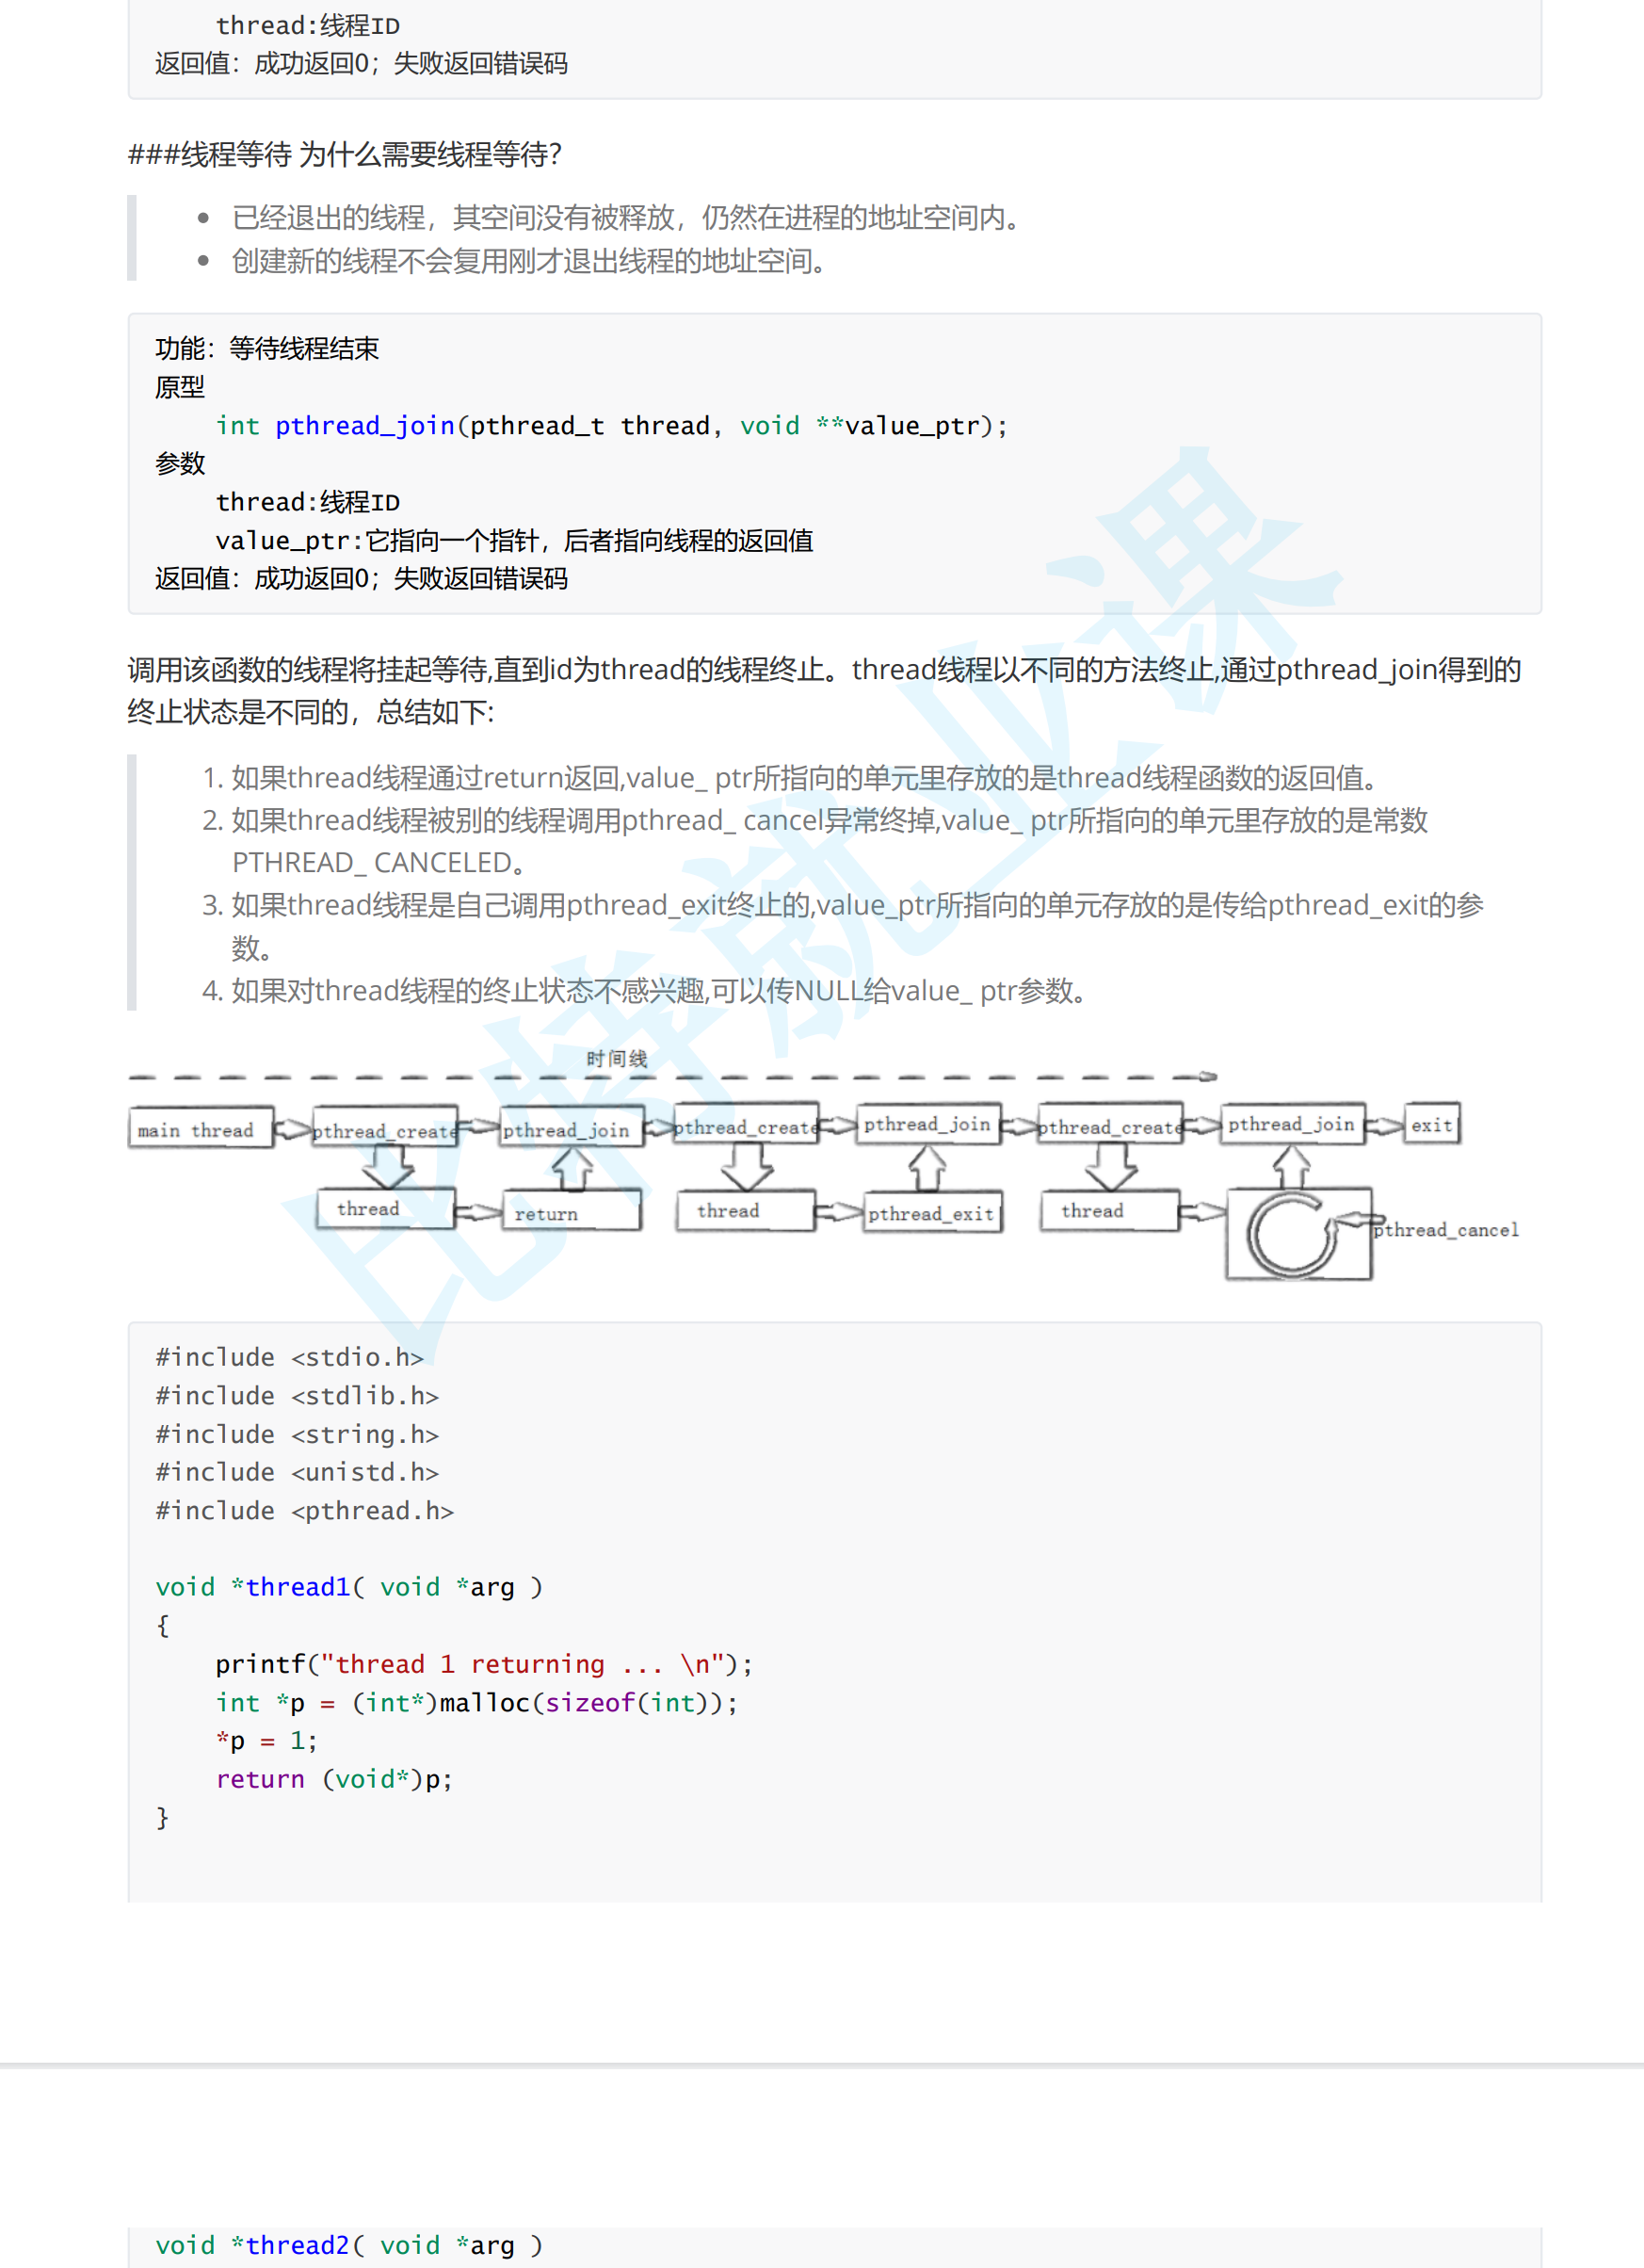 thread:线程ID
返回值：成功返回0；失败返回错误码
###线程等待 为什么需要线程等待？
已经退出的线程，其空间没有被释放，仍然在进程的地址空间内。
创建新的线程不会复用刚才退出线程的地址空间。
功能：等待线程结束
原型
int pthread_join(pthread_t thread, void **value_ptr);
参数
thread:线程ID
value_ptr:它指向一个指针，后者指向线程的返回值
返回值：成功返回0；失败返回错误码
调用该函数的线程将挂起等待,直到id为thread的线程终止。thread线程以不同的方法终止,通过pthread_join得到的
终止状态是不同的，总结如下:
1. 如果thread线程通过return返回,value_ ptr所指向的单元里存放的是thread线程函数的返回值。
2. 如果thread线程被别的线程调用pthread_ cancel异常终掉,value_ ptr所指向的单元里存放的是常数
PTHREAD_ CANCELED。
3. 如果thread线程是自己调用pthread_exit终止的,value_ptr所指向的单元存放的是传给pthread_exit的参
数。
4. 如果对thread线程的终止状态不感兴趣,可以传NULL给value_ ptr参数。
时间线
main thread pthread_create pthread_join pthread_create pthread_join pthread_create pthread_join exit
thread return thread pthread_exit thread
pthread_cancel
#include <stdio.h>
#include <stdlib.h>
#include <string.h>
#include <unistd.h>
#include <pthread.h>
void *thread1( void *arg )
{
printf("thread 1 returning ... \n");
int *p = (int*)malloc(sizeof(int));
*p = 1;
return (void*)p;
}
void *thread2( void *arg )
比特就业课